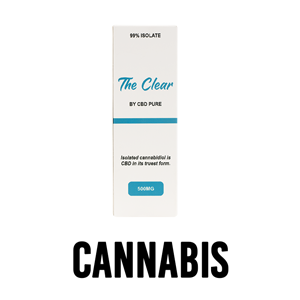 99% ISOLATE
The Clear
BY CBD PURE
Isolated cannabidiol is
CBD in its truest form.
500MG
CANNABIS